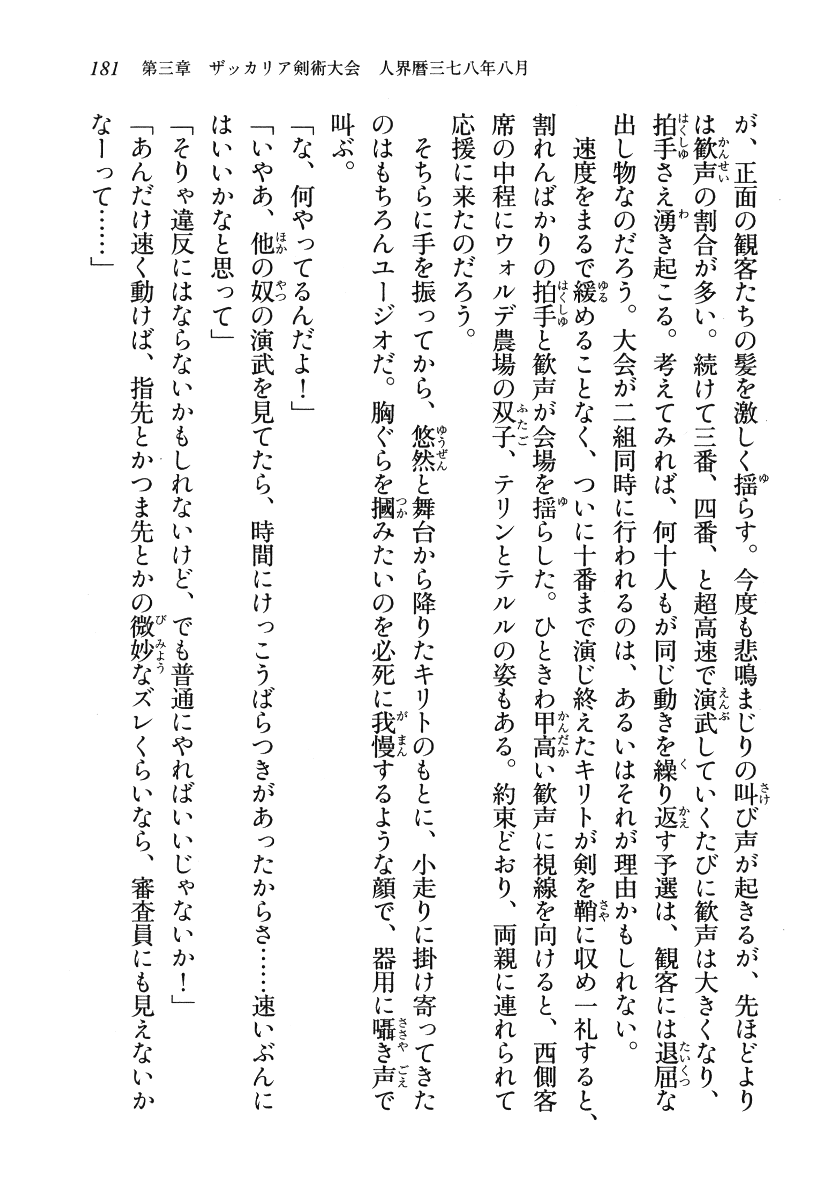 181　第三章　ザッカリア剣術大会　人界暦三七八年八月
が、正面の観客たちの髪を激しく揺らす。今度も悲鳴まじりの叫び声が起きるが、先ほどより
は歓声の割合が多い。続けて三番、四番、と超高速で演武していくたびに歓声は大きくなり、
拍手さえ湧き起こる。考えてみれば、何十人もが同じ動きを繰り返す予選は、観客には退屈な
出し物なのだろう。大会が二組同時に行われるのは、あるいはそれが理由かもしれない。
　速度をまるで緩めることなく、ついに十番まで演じ終えたキリトが剣を鞘に収め一礼すると、
割れんばかりの拍手と歓声が会場を揺らした。ひときわ甲高い歓声に視線を向けると、西側客
席の中程にウォルデ農場の双子、テリンとテルルの姿もある。約束どおり、両親に連れられて
応援に来たのだろう。
　そちらに手を振ってから、悠然と舞台から降りたキリトのもとに、小走りに掛け寄ってきた
のはもちろんユージオだ。胸ぐらを摑みたいのを必死に我慢するような顔で、器用に囁き声で
叫ぶ。
「な、何やってるんだよ！」
「いやあ、他の奴の演武を見てたら、時間にけっこうばらつきがあったからさ……速いぶんに
はいいかなと思って」
「そりゃ違反にはならないかもしれないけど、でも普通にやればいいじゃないか！」
「あんだけ速く動けば、指先とかつま先とかの微妙なズレくらいなら、審査員にも見えないか
なーって……」